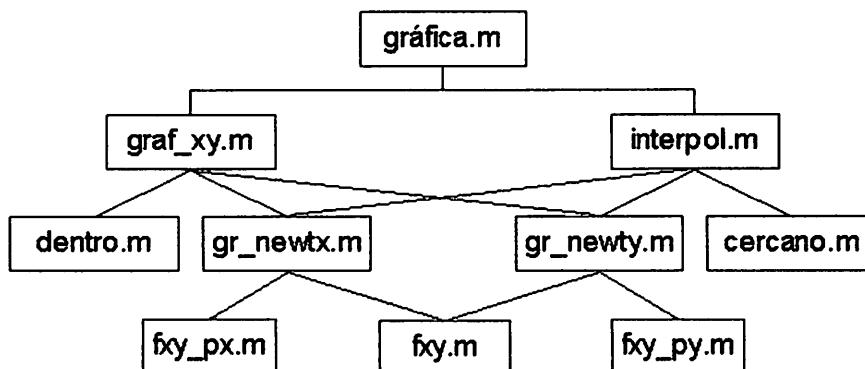 gráfica.m
graf_xy.m
interpol.m
dentro.m
gr_newtx.m
gr_newty.m
cercano.m
fxy_px.m
fxy.m
fxy_py.m